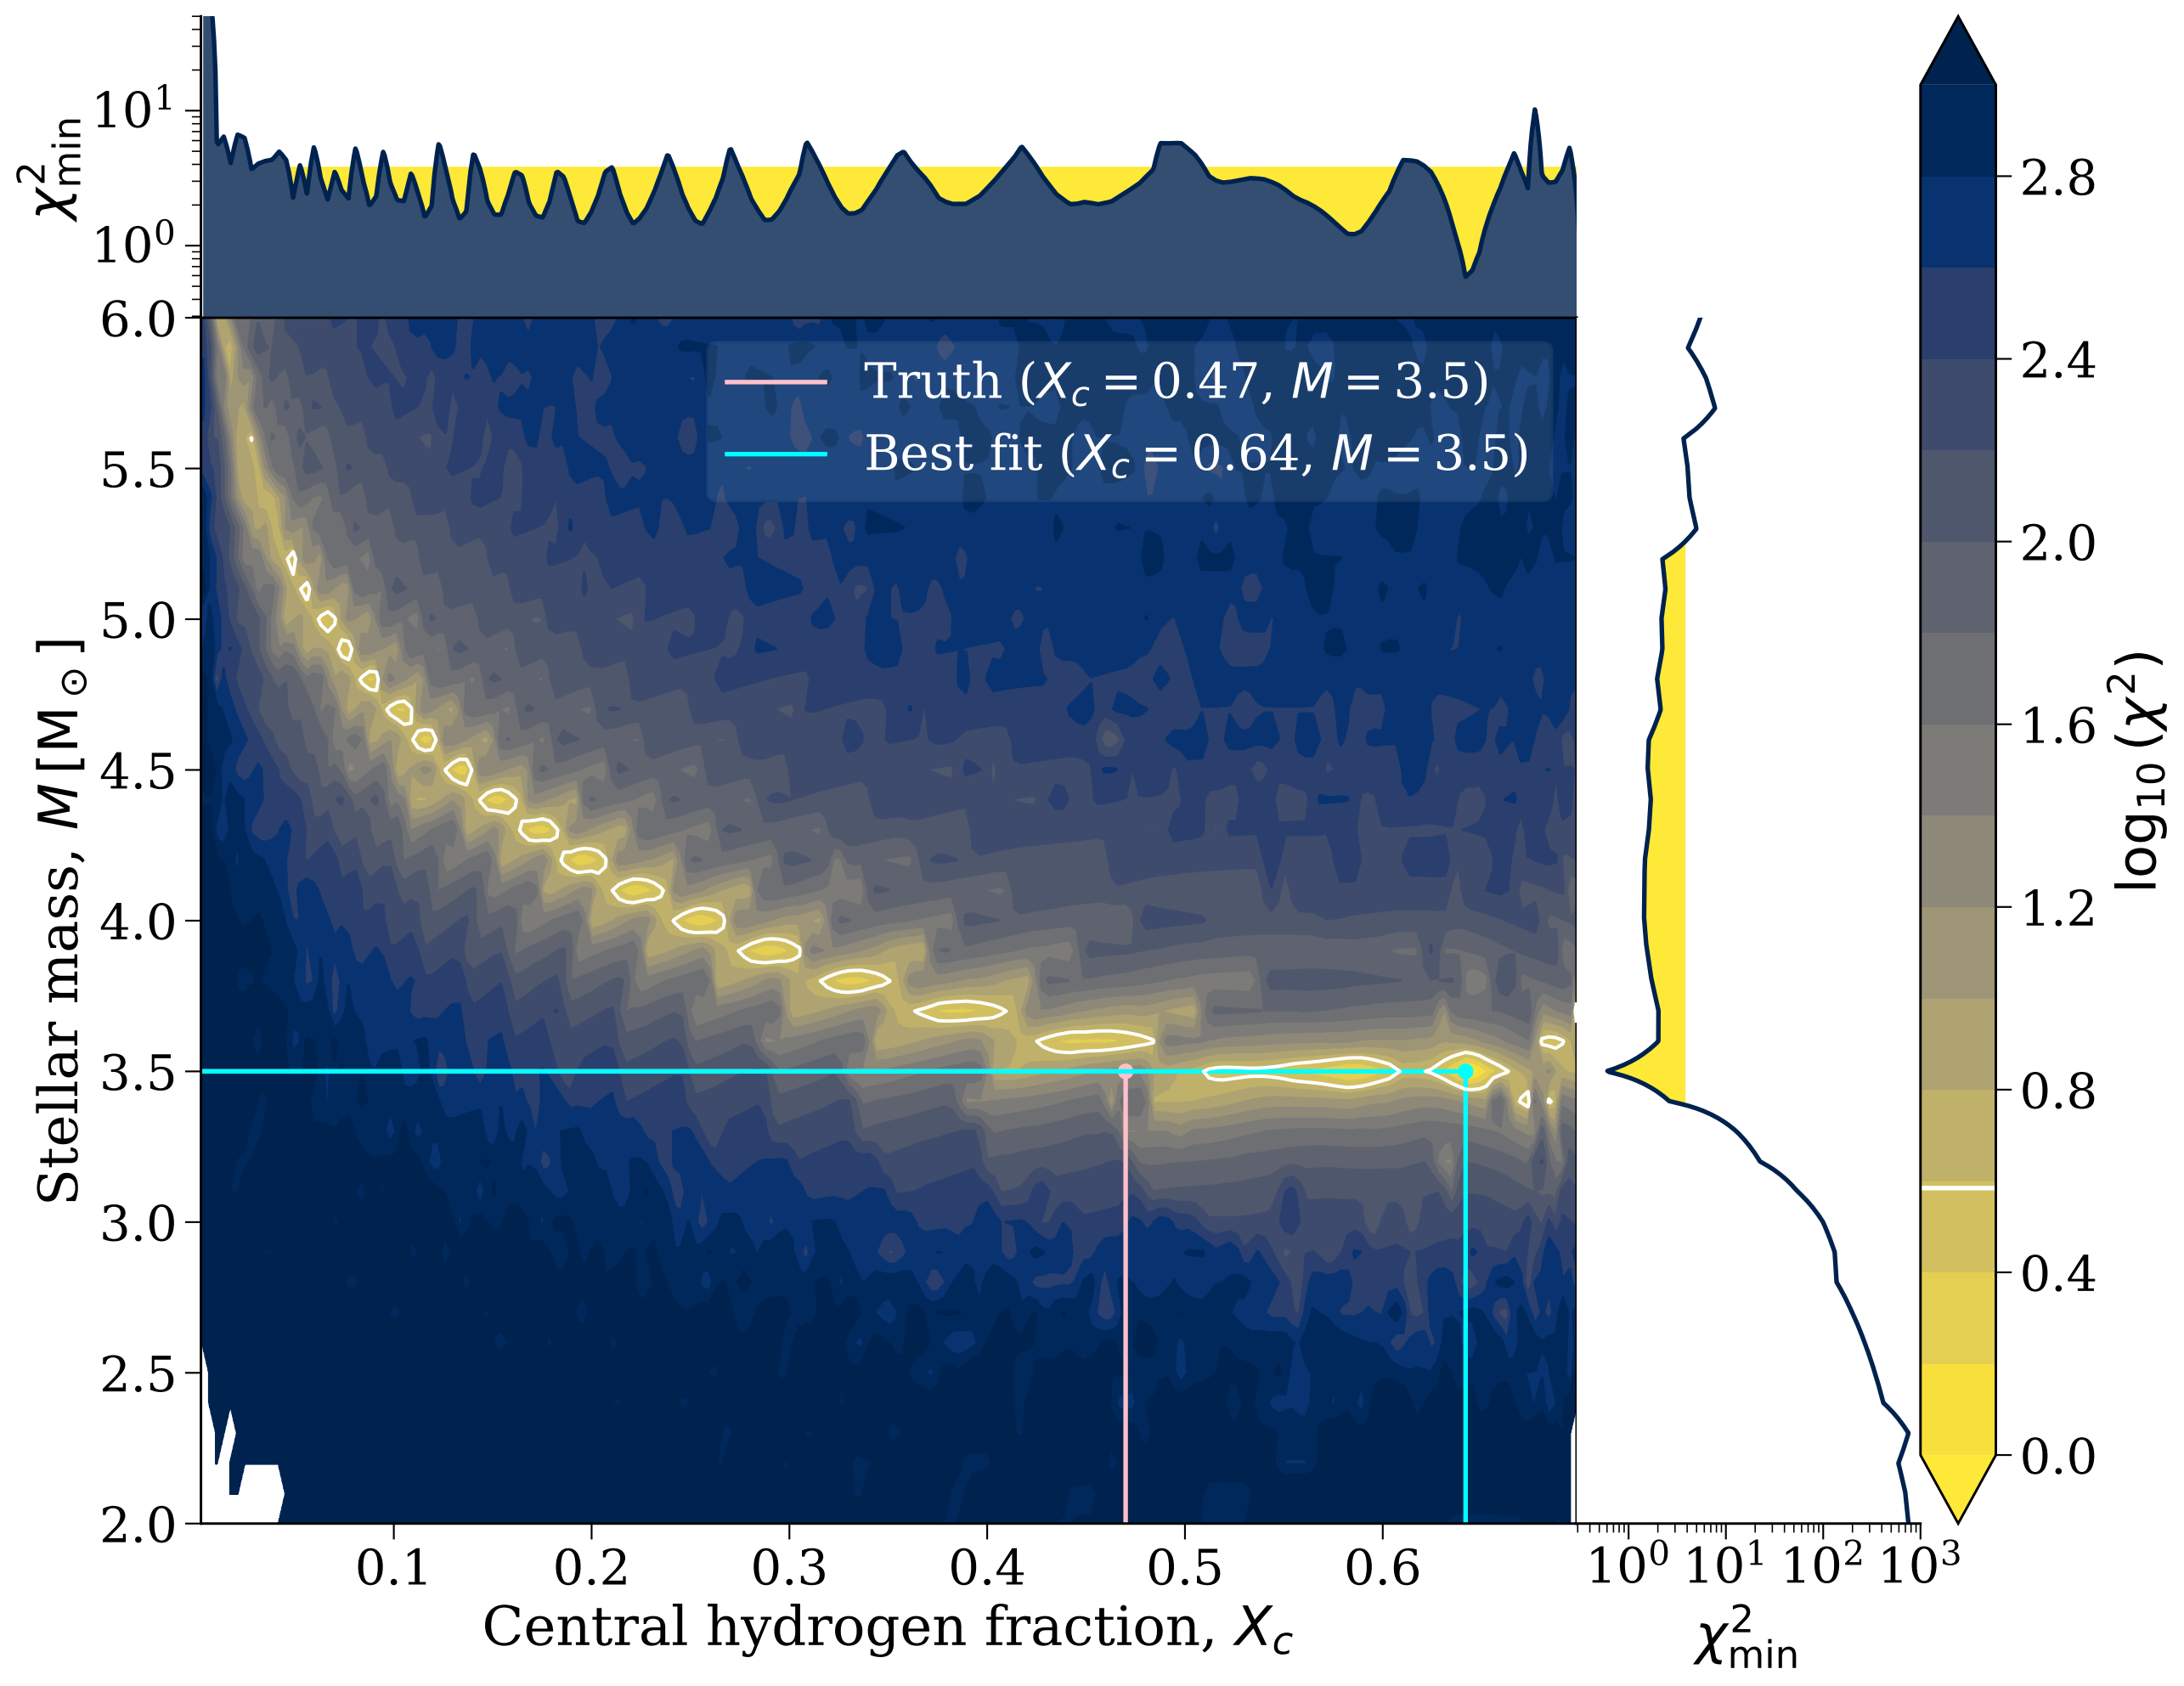 χ²min
10¹
10⁰
6.0
5.5
5.0
4.5
4.0
3.5
3.0
2.5
2.0
Stellar mass, M [M⊙]
Truth (Xc = 0.47, M = 3.5)
Best fit (Xc = 0.64, M = 3.5)
0.1 0.2 0.3 0.4 0.5 0.6
Central hydrogen fraction, Xc
10⁰ 10¹ 10² 10³
χ²min
2.8
2.4
2.0
1.6
1.2
0.8
0.4
0.0
log₁₀ (χ²)